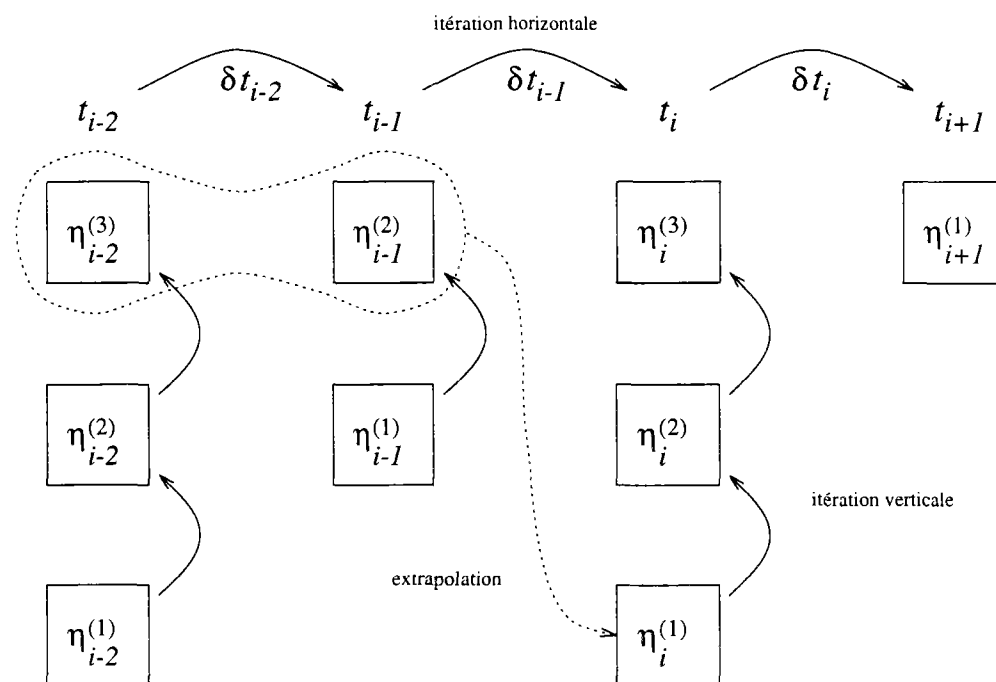 itération horizontale
δt_{i-2} δt_{i-1} δt_i
t_{i-2} t_{i-1} t_i t_{i+1}
η_{i-2}^{(3)} η_{i-1}^{(2)} η_i^{(3)} η_{i+1}^{(1)}
η_{i-2}^{(2)} η_{i-1}^{(1)} η_i^{(2)}
itération verticale
extrapolation
η_{i-2}^{(1)} η_i^{(1)}